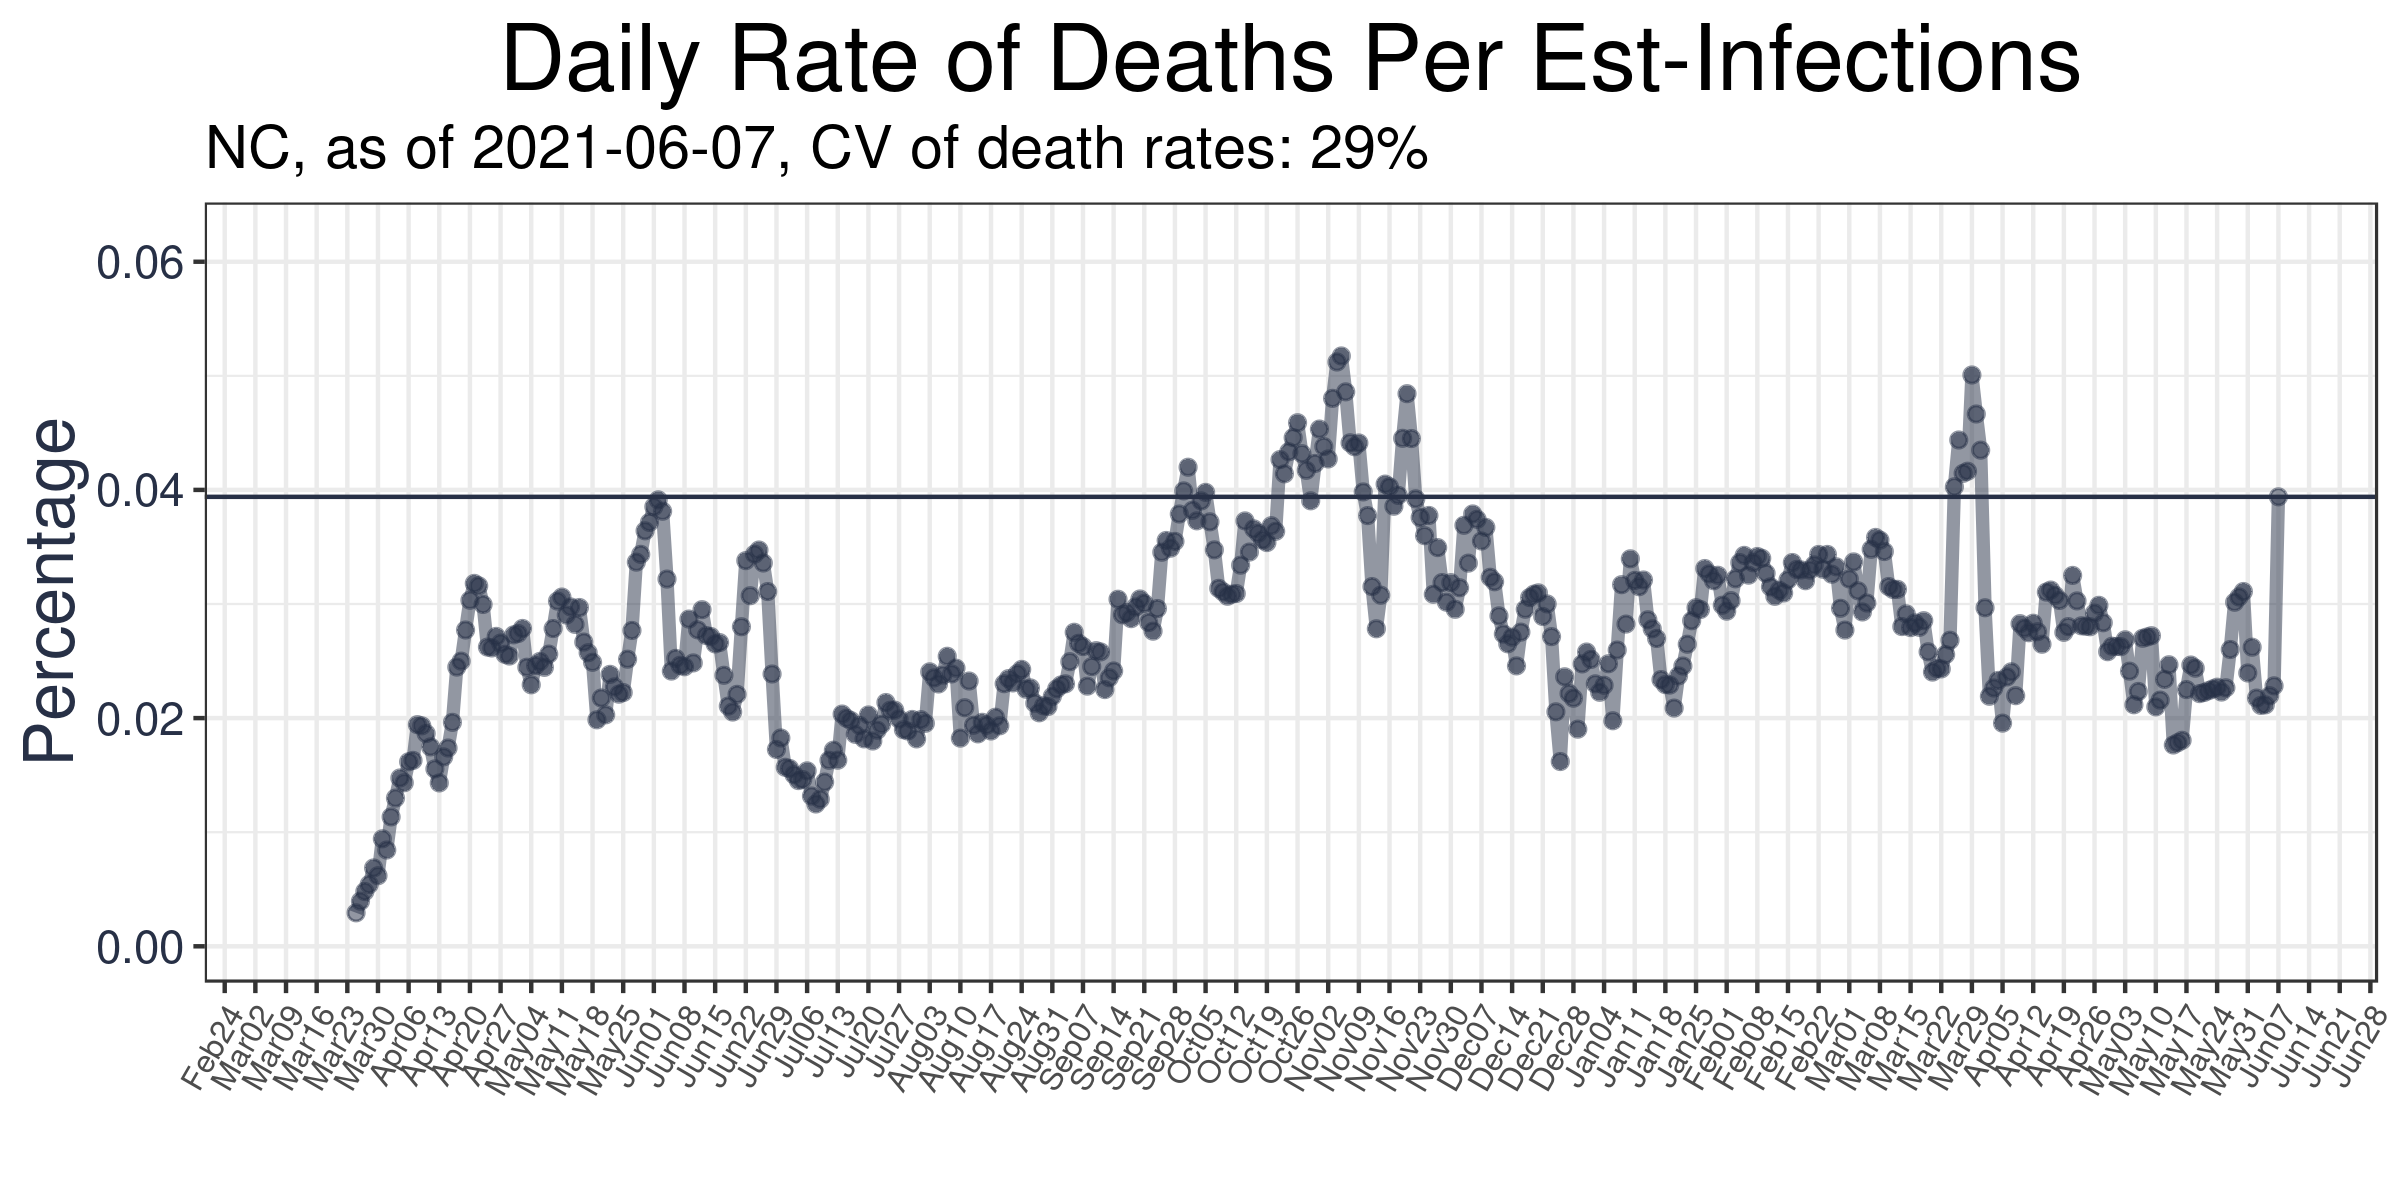 Daily Rate of Deaths Per Est-Infections
NC, as of 2021-06-07, CV of death rates: 29%
Percentage
0.06
0.04
0.02
0.00
Feb24
Mar02
Mar09
Mar16
Mar23
Mar30
Apr06
Apr13
Apr20
Apr27
May04
May11
May18
May25
Jun01
Jun08
Jun15
Jun22
Jun29
Jul06
Jul13
Jul20
Jul27
Aug03
Aug10
Aug17
Aug24
Aug31
Sep07
Sep14
Sep21
Sep28
Oct05
Oct12
Oct19
Oct26
Nov02
Nov09
Nov16
Nov23
Nov30
Dec07
Dec14
Dec21
Dec28
Jan04
Jan11
Jan18
Jan25
Feb01
Feb08
Feb15
Feb22
Mar01
Mar08
Mar15
Mar22
Mar29
Apr05
Apr12
Apr19
Apr26
May03
May10
May17
May24
May31
Jun07
Jun14
Jun21
Jun28